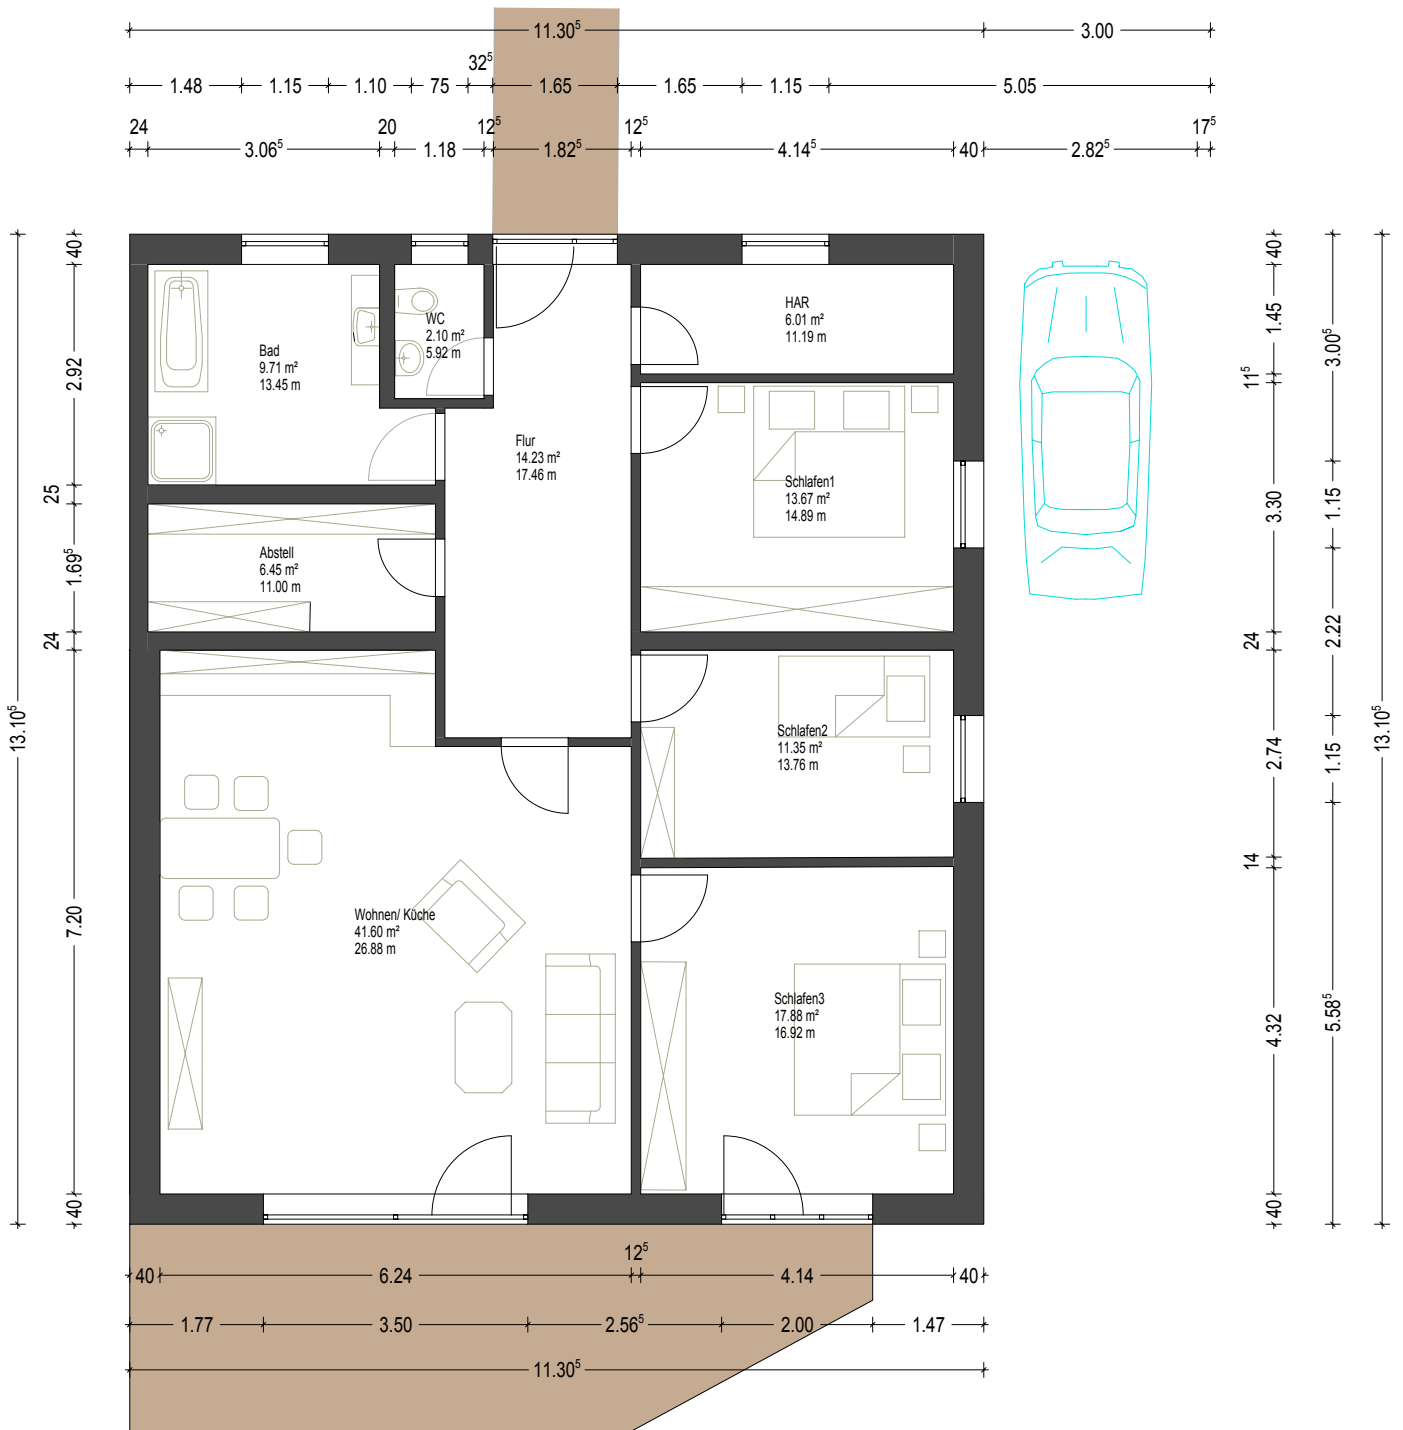 11.30⁵ 3.00
32⁵
1.48 1.15 1.10 75 1.65 1.65 1.15 5.05
24 20 12⁵ 12⁵ 17⁵
3.06⁵ 1.18 1.82⁵ 4.14⁵ 40 2.82⁵
40
2.92
25
1.69⁵
24
7.20
40
13.10⁵
Bad
9.71 m²
13.45 m
WC
2.10 m²
5.92 m
HAR
6.01 m²
11.19 m
Flur
14.23 m²
17.46 m
Schlafen1
13.67 m²
14.89 m
Abstell
6.45 m²
11.00 m
Schlafen2
11.35 m²
13.76 m
Wohnen/ Küche
41.60 m²
26.88 m
Schlafen3
17.88 m²
16.92 m
40
1.45
11⁵
3.30
24
2.74
14
4.32
40
3.00⁵
1.15
2.22
1.15
5.58⁵
13.10⁵
12⁵
40 6.24 4.14 40
1.77 3.50 2.56⁵ 2.00 1.47
11.30⁵